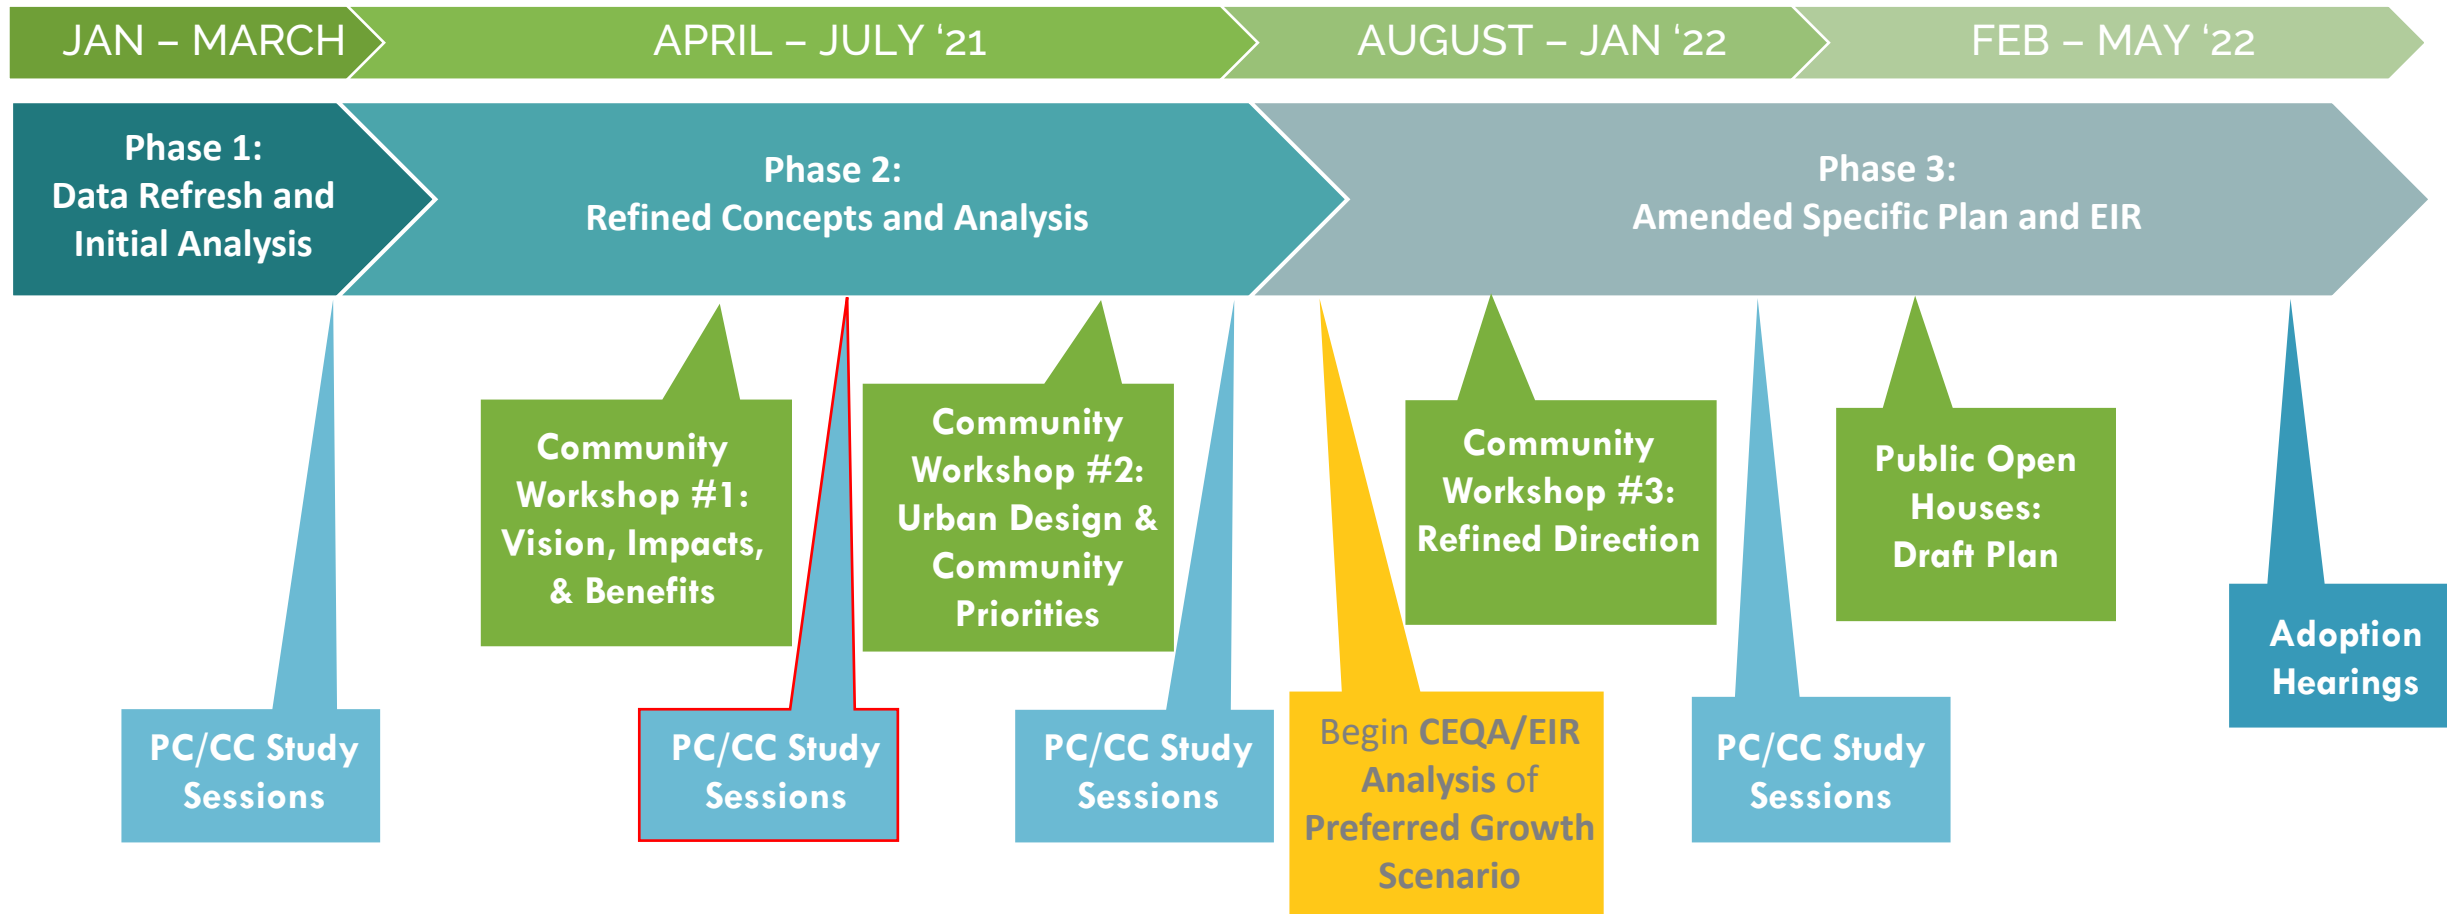 JAN – MARCH
APRIL – JULY ‘21
AUGUST – JAN ‘22
FEB – MAY ‘22
Phase 1:
Data Refresh and
Initial Analysis
Phase 2:
Refined Concepts and Analysis
Phase 3:
Amended Specific Plan and EIR
Community
Workshop #1:
Vision, Impacts,
& Benefits
Community
Workshop #2:
Urban Design &
Community
Priorities
Community
Workshop #3:
Refined Direction
Public Open
Houses:
Draft Plan
Adoption
Hearings
PC/CC Study
Sessions
PC/CC Study
Sessions
PC/CC Study
Sessions
Begin CEQA/EIR
Analysis of
Preferred Growth
Scenario
PC/CC Study
Sessions